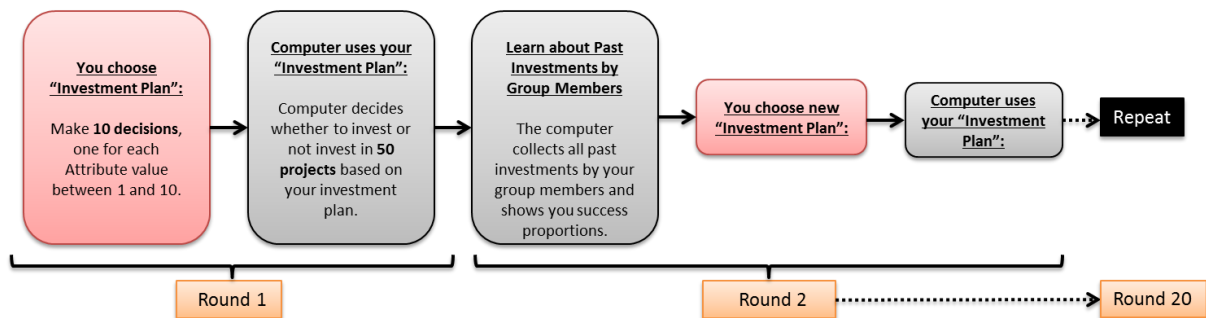 You choose
“Investment Plan”:
Make 10 decisions,
one for each
Attribute value
between 1 and 10.
Computer uses your
“Investment Plan”:
Computer decides
whether to invest or
not invest in 50
projects based on
your investment
plan.
Learn about Past
Investments by
Group Members
The computer
collects all past
investments by your
group members and
shows you success
proportions.
You choose new
“Investment Plan”:
Computer uses
your “Investment
Plan”:
Repeat
Round 1
Round 2
Round 20